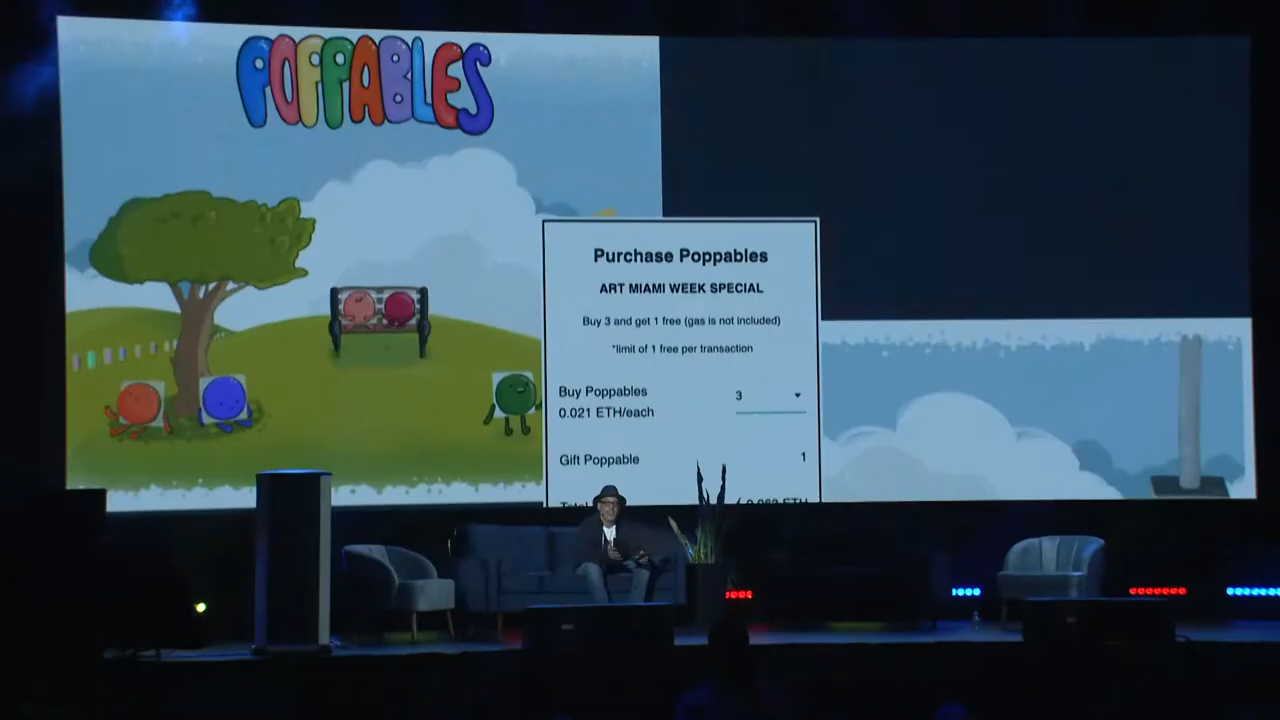 POPPABLES
Purchase Poppables
ART MIAMI WEEK SPECIAL
Buy 3 and get 1 free (gas is not included)
*limit of 1 free per transaction
Buy Poppables 3
0.021 ETH/each
Gift Poppable 1
ETH